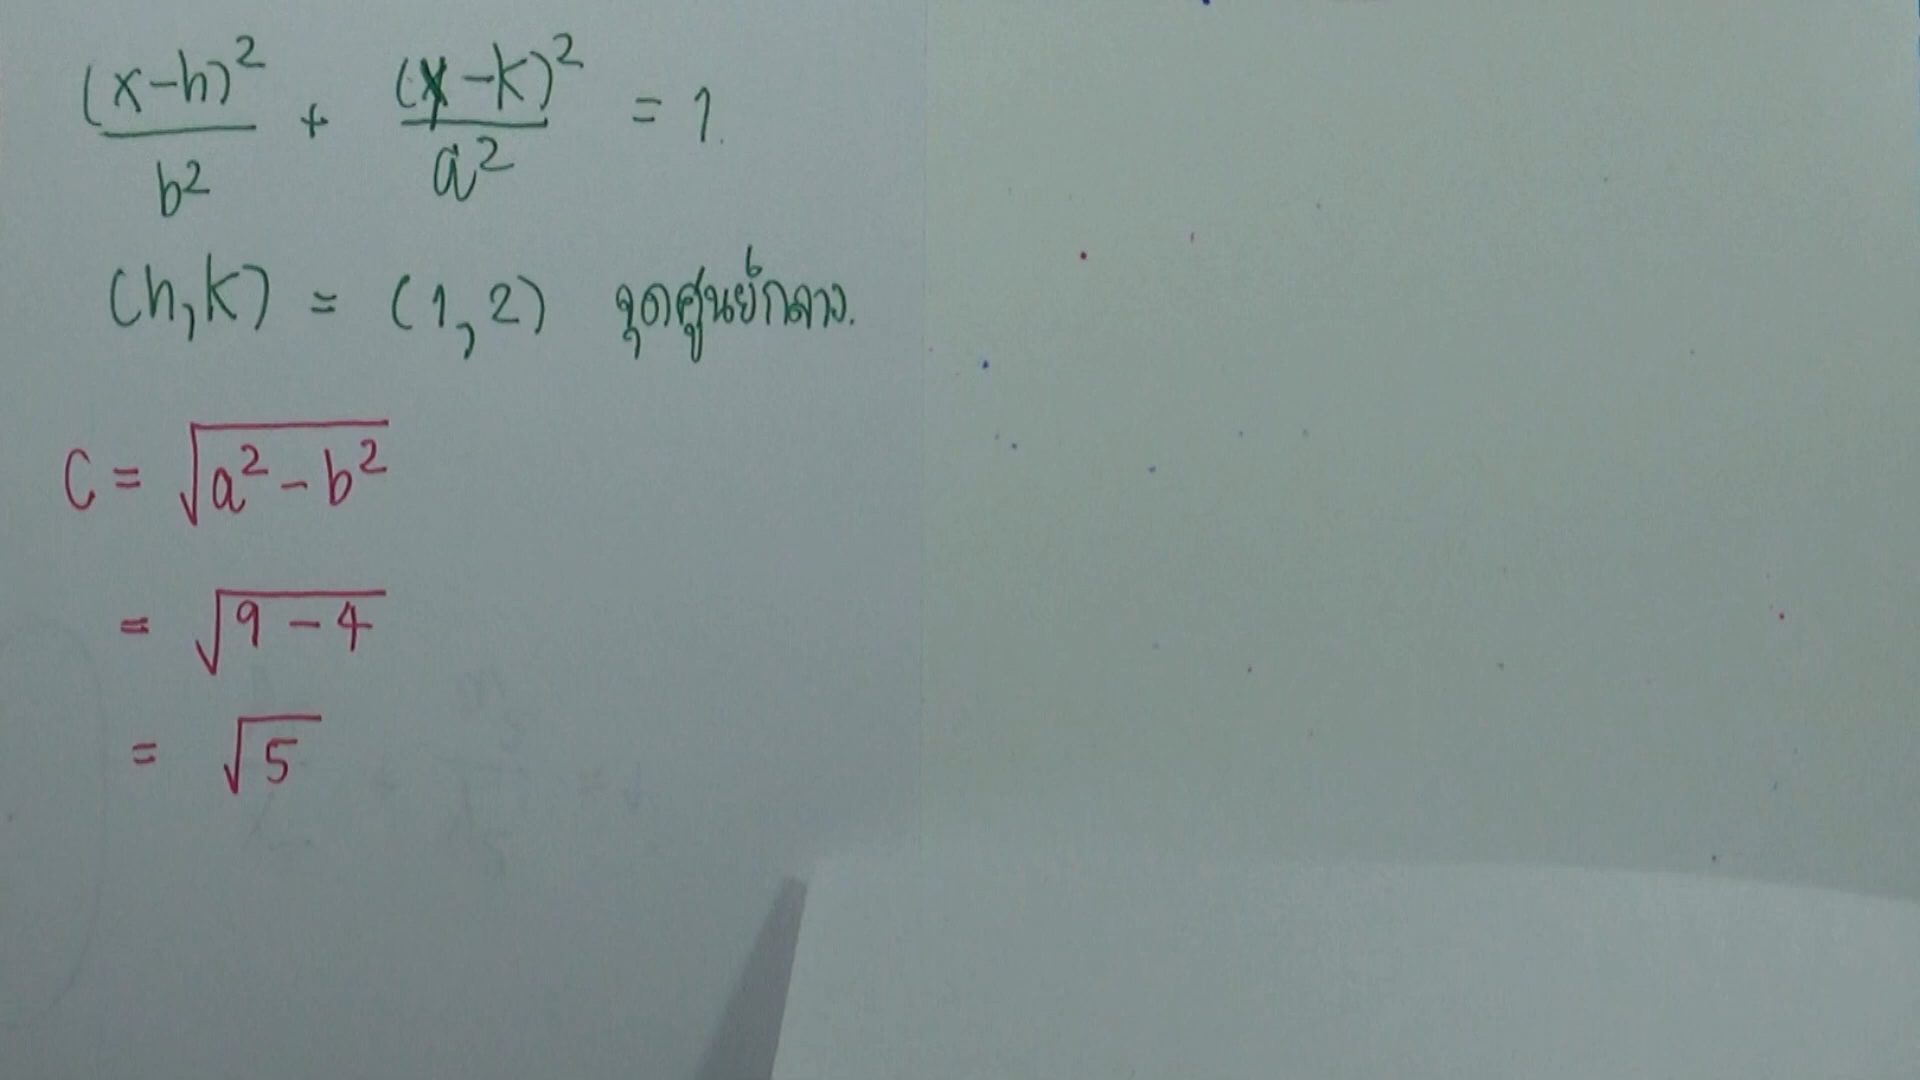 (x-h)²/b² + (y-k)²/a² = 1
(h,k) = (1,2) จุดศูนย์กลาง.
C = √(a² - b²)
= √(9 - 4)
= √5